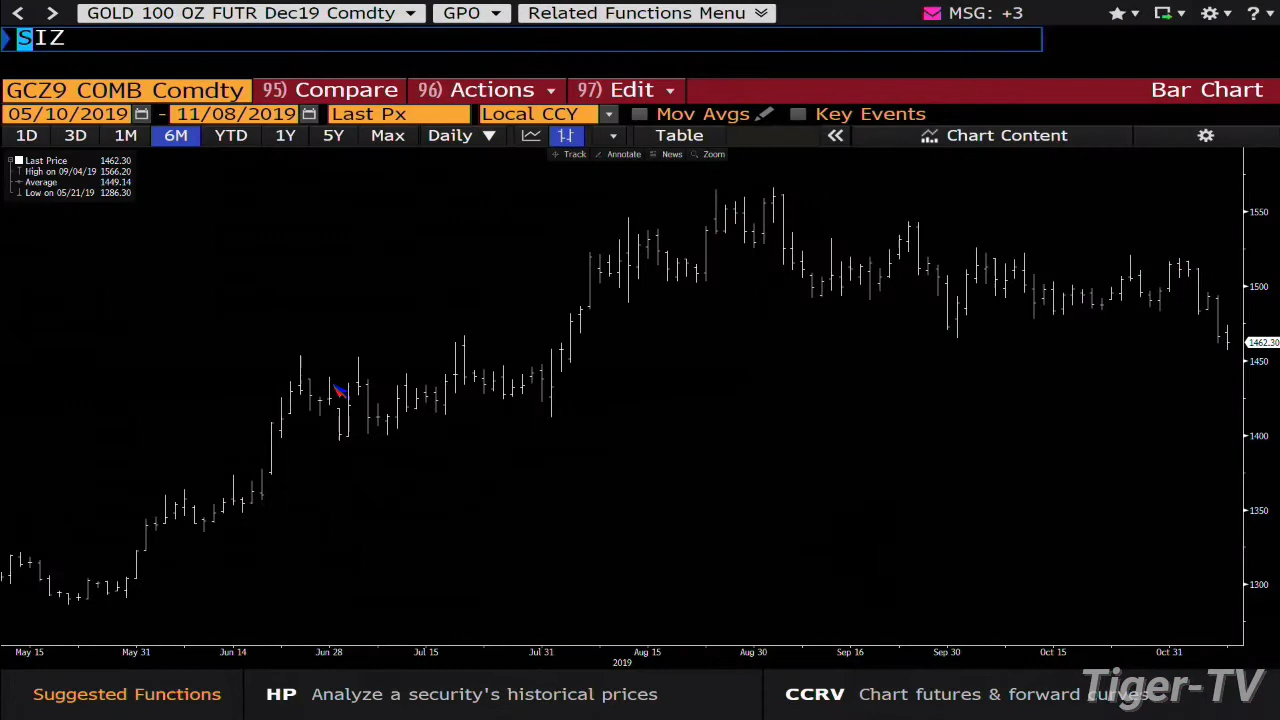 GOLD 100 OZ FUTR Dec19 Comdty GPO Related Functions Menu MSG: +3 ?
SIZ
GCZ9 COMB Comdty 95) Compare 96) Actions 97) Edit Bar Chart
05/10/2019 - 11/08/2019 Last Px Local CCY Mov Avgs Key Events
1D 3D 1M 6M YTD 1Y 5Y Max Daily Table Chart Content
Track Annotate News Zoom
Last Price 1462.30
High on 09/04/19 1566.20
Average 1449.14
Low on 05/21/19 1286.30
1550
1500
1462.30
1450
1400
1350
1300
May 15 May 31 Jun 14 Jun 28 Jul 15 Jul 31 Aug 15 Aug 30 Sep 16 Sep 30 Oct 15 Oct 31
2019
Suggested Functions HP Analyze a security's historical prices CCRV Chart futures & forward curves
Tiger-TV